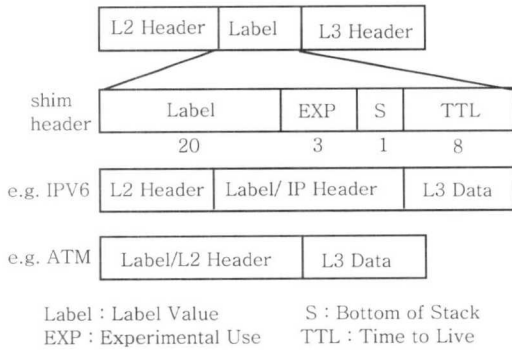 L2 Header Label L3 Header
shim header Label EXP S TTL
20 3 1 8
e.g. IPV6 L2 Header Label/ IP Header L3 Data
e.g. ATM Label/L2 Header L3 Data
Label : Label Value S : Bottom of Stack
EXP : Experimental Use TTL : Time to Live